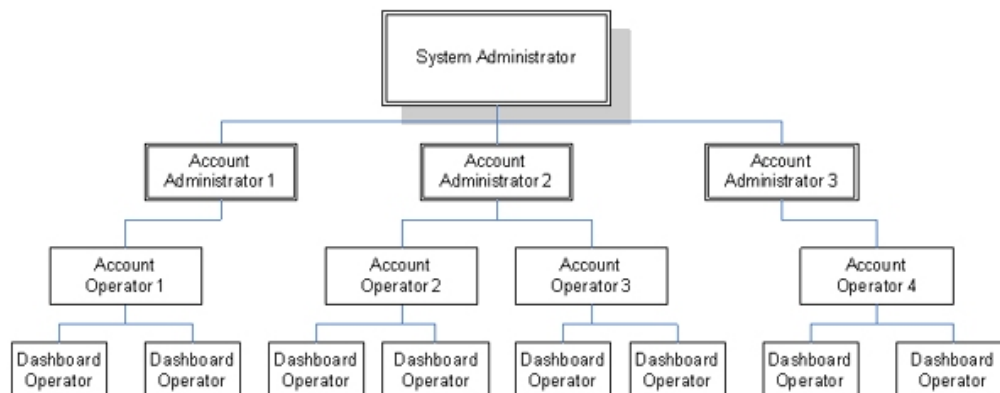 System Administrator
Account
Administrator 1
Account
Administrator 2
Account
Administrator 3
Account
Operator 1
Account
Operator 2
Account
Operator 3
Account
Operator 4
Dashboard
Operator
Dashboard
Operator
Dashboard
Operator
Dashboard
Operator
Dashboard
Operator
Dashboard
Operator
Dashboard
Operator
Dashboard
Operator